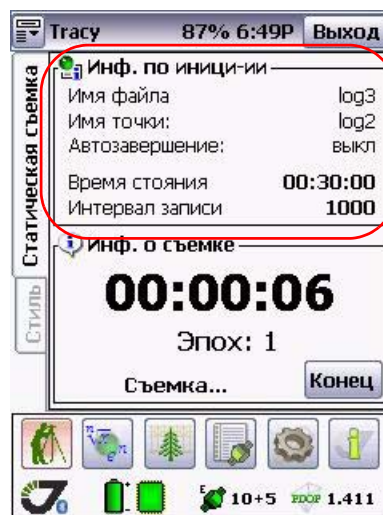 Tracy 87% 6:49P Выход
Статическая съемка
Стиль
Инф. по иници-ии
Имя файла log3
Имя точки: log2
Автозавершение: выкл
Время стояния 00:30:00
Интервал записи 1000
Инф. о съемке
00:00:06
Эпох: 1
Съемка... Конец
10+5 PDOP 1.411